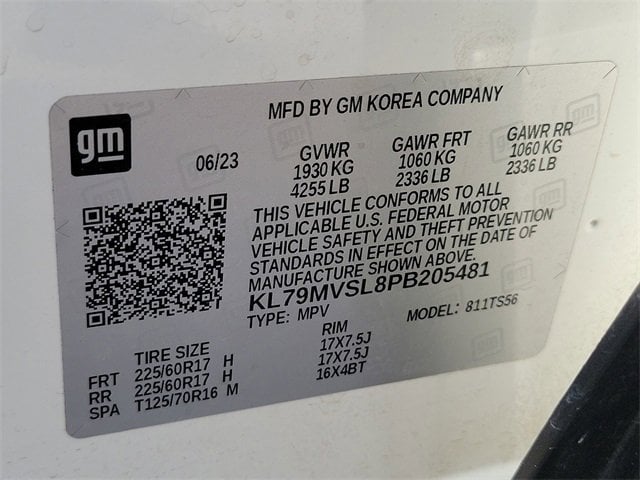 gm
MFD BY GM KOREA COMPANY
06/23
GVWR
1930 KG
4255 LB
GAWR FRT
1060 KG
2336 LB
GAWR RR
1060 KG
2336 LB
THIS VEHICLE CONFORMS TO ALL
APPLICABLE U.S. FEDERAL MOTOR
VEHICLE SAFETY AND THEFT PREVENTION
STANDARDS IN EFFECT ON THE DATE OF
MANUFACTURE SHOWN ABOVE.
KL79MVSL8PB205481
TYPE: MPV MODEL: 811TS56
TIRE SIZE RIM
FRT 225/60R17 H 17X7.5J
RR 225/60R17 H 17X7.5J
SPA T125/70R16 M 16X4BT